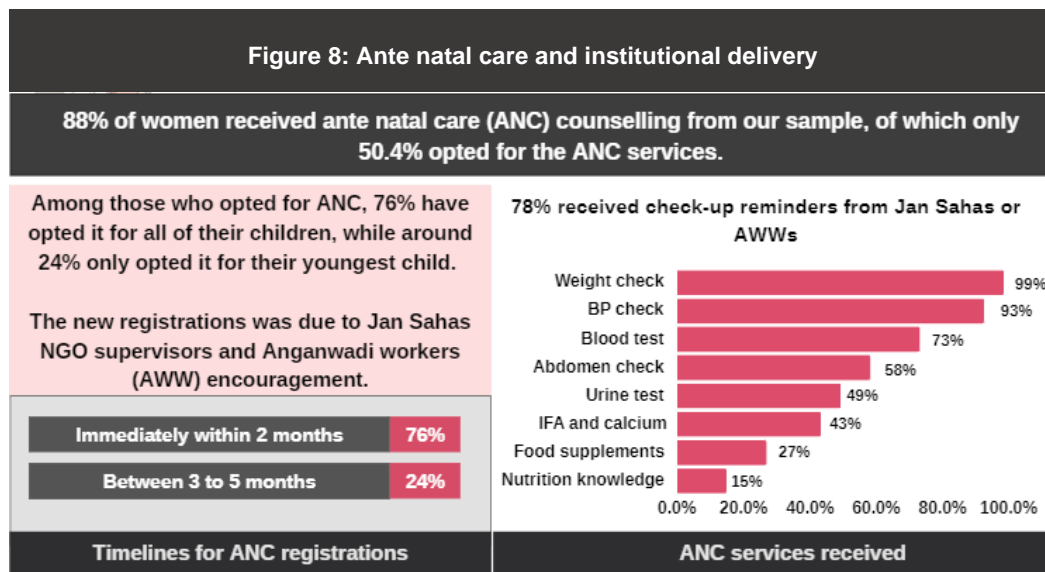 Figure 8: Ante natal care and institutional delivery
88% of women received ante natal care (ANC) counselling from our sample, of which only
50.4% opted for the ANC services.
Among those who opted for ANC, 76% have
opted it for all of their children, while around
24% only opted it for their youngest child.
The new registrations was due to Jan Sahas
NGO supervisors and Anganwadi workers
(AWW) encouragement.
Immediately within 2 months 76%
Between 3 to 5 months 24%
Timelines for ANC registrations
78% received check-up reminders from Jan Sahas or
AWWs
Weight check 99%
BP check 93%
Blood test 73%
Abdomen check 58%
Urine test 49%
IFA and calcium 43%
Food supplements 27%
Nutrition knowledge 15%
0.0% 20.0% 40.0% 60.0% 80.0% 100.0%
ANC services received